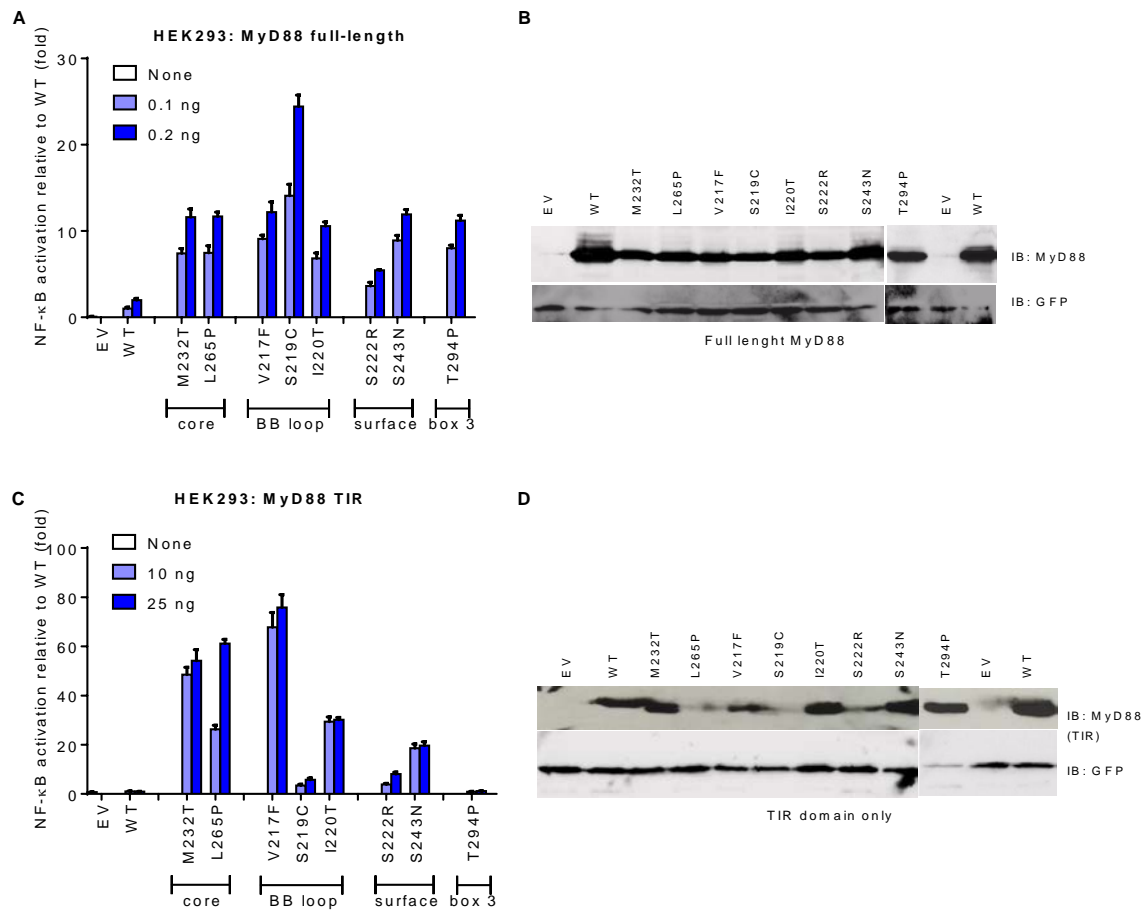 A
HEK293: MyD88 full-length
NF-κB activation relative to WT (fold)
30
20
10
0
None
0.1 ng
0.2 ng
EV
WT
M232T
L265P
V217F
S219C
I220T
S222R
S243N
T294P
core
BB loop
surface
box 3
B
EV
WT
M232T
L265P
V217F
S219C
I220T
S222R
S243N
T294P
EV
WT
IB: MyD88
IB: GFP
Full lenght MyD88
C
HEK293: MyD88 TIR
NF-κB activation relative to WT (fold)
100
80
60
40
20
0
None
10 ng
25 ng
EV
WT
M232T
L265P
V217F
S219C
I220T
S222R
S243N
T294P
core
BB loop
surface
box 3
D
EV
WT
M232T
L265P
V217F
S219C
I220T
S222R
S243N
T294P
EV
WT
IB: MyD88
(TIR)
IB: GFP
TIR domain only